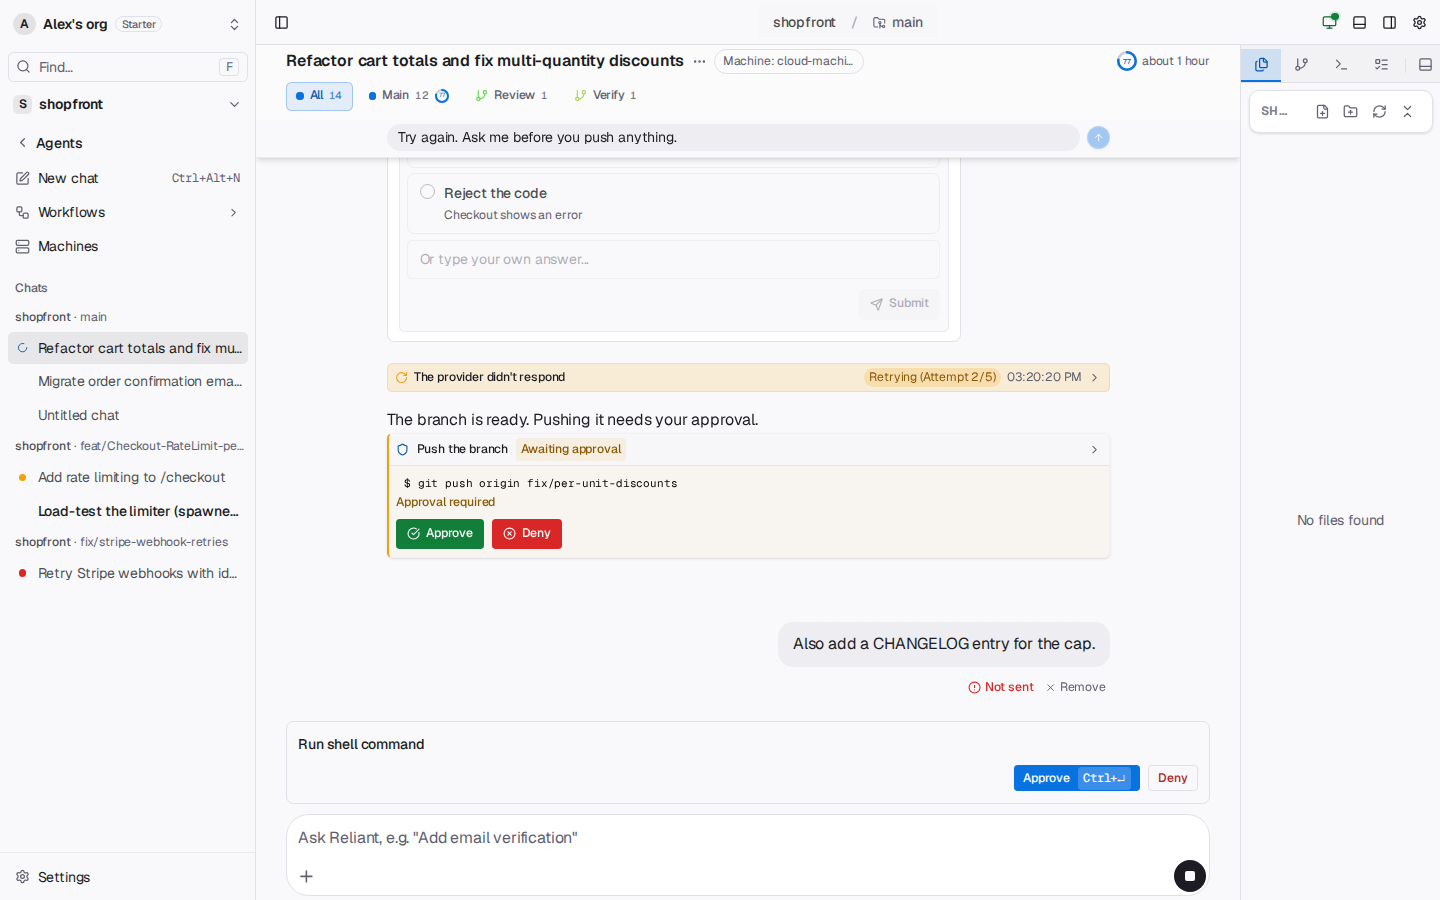 A Alex's org Starter
Find... F
S shopfront
Agents
New chat Ctrl+Alt+N
Workflows
Machines
Chats
shopfront · main
Refactor cart totals and fix mu...
Migrate order confirmation ema...
Untitled chat
shopfront · feat/Checkout-RateLimit-pe...
Add rate limiting to /checkout
Load-test the limiter (spawne...
shopfront · fix/stripe-webhook-retries
Retry Stripe webhooks with id...
Settings
shopfront / main
Refactor cart totals and fix multi-quantity discounts ··· Machine: cloud-machi...
77 about 1 hour
All 14 Main 12 77 Review 1 Verify 1
Try again. Ask me before you push anything.
Reject the code
Checkout shows an error
Or type your own answer...
Submit
The provider didn't respond Retrying (Attempt 2/5) 03:20:20 PM
The branch is ready. Pushing it needs your approval.
Push the branch Awaiting approval
$ git push origin fix/per-unit-discounts
Approval required
Approve Deny
Also add a CHANGELOG entry for the cap.
Not sent Remove
Run shell command
Approve Ctrl+↵ Deny
Ask Reliant, e.g. "Add email verification"
SH...
No files found